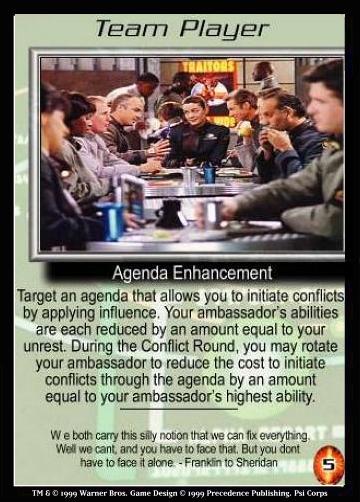 Team Player
TRAITORS
Agenda Enhancement
Target an agenda that allows you to initiate conflicts
by applying influence. Your ambassador's abilities
are each reduced by an amount equal to your
unrest. During the Conflict Round, you may rotate
your ambassador to reduce the cost to initiate
conflicts through the agenda by an amount
equal to your ambassador's highest ability.
W e both carry this silly notion that we can fix everything.
Well we cant, and you have to face that. But you dont
have to face it alone. - Franklin to Sheridan
5
TM & © 1999 Warner Bros. Game Design © 1999 Precedence Publishing. Psi Corps